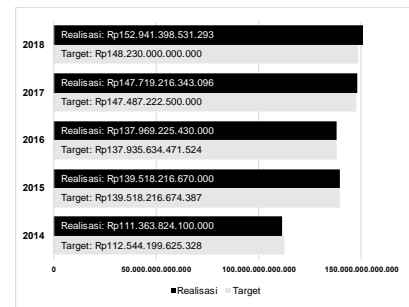 2018
Realisasi: Rp152.941.398.531.293
Target: Rp148.230.000.000.000
2017
Realisasi: Rp147.719.216.343.096
Target: Rp147.487.222.500.000
2016
Realisasi: Rp137.969.225.430.000
Target: Rp137.935.634.471.524
2015
Realisasi: Rp139.518.216.670.000
Target: Rp139.518.216.674.387
2014
Realisasi: Rp111.363.824.100.000
Target: Rp112.544.199.625.328
0 50.000.000.000.000 100.000.000.000.000 150.000.000.000.000
Realisasi Target